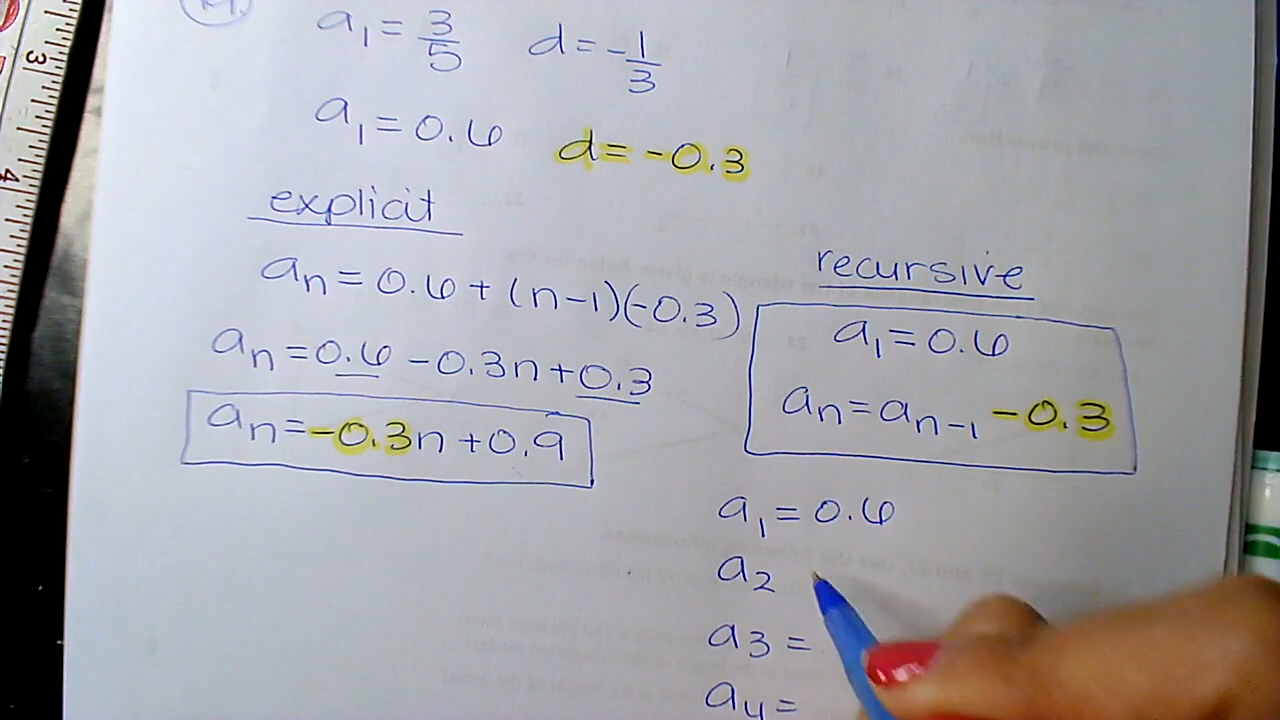 a₁ = 3/5 d = -1/3
a₁ = 0.6 d = -0.3
explicit
aₙ = 0.6 + (n-1)(-0.3)
aₙ = 0.6 - 0.3n + 0.3
aₙ = -0.3n + 0.9
recursive
a₁ = 0.6
aₙ = aₙ₋₁ - 0.3
a₁ = 0.6
a₂
a₃ =
a₄ =
3
4